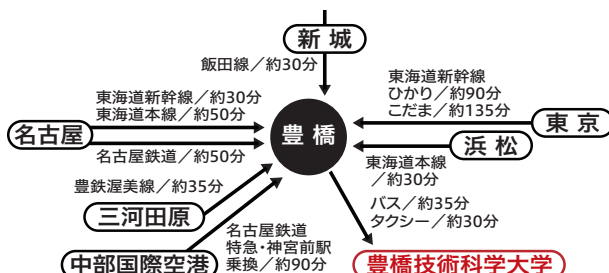 新城
飯田線／約30分
東海道新幹線／約30分
東海道本線／約50分
東海道新幹線
ひかり／約90分
こだま／約135分
名古屋
豊橋
東京
浜松
名古屋鉄道／約50分
東海道本線
／約30分
豊鉄渥美線／約35分
三河田原
バス／約35分
タクシー／約30分
名古屋鉄道
特急・神宮前駅
乗換／約90分
中部国際空港
豊橋技術科学大学